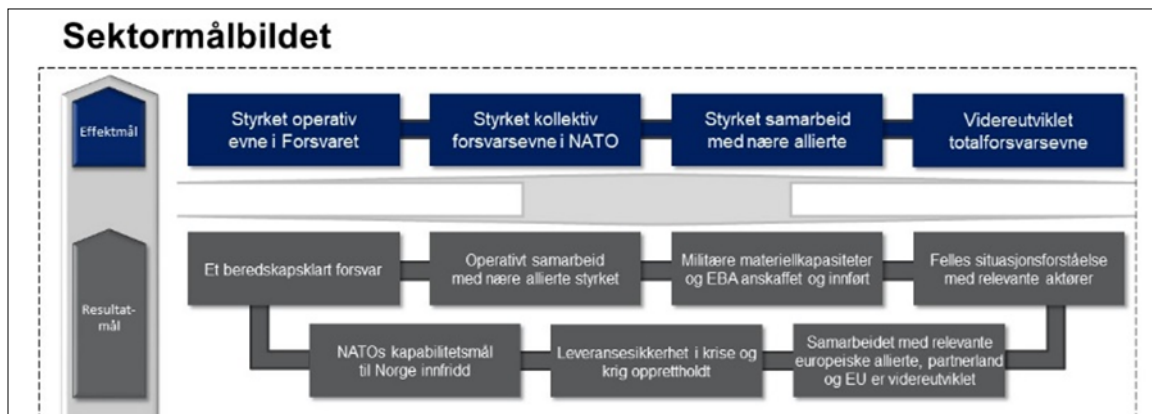 Sektormålbildet
Effektmål
Styrket operativ
evne i Forsvaret
Styrket kollektiv
forsvarsevne i NATO
Styrket samarbeid
med nære allierte
Videreutviklet
totalforsvarsevne
Resultat-
mål
Et beredskapsklart forsvar
Operativt samarbeid
med nære allierte styrket
Militære materiellkapasiteter
og EBA anskaffet og innført
Felles situasjonsforståelse
med relevante aktører
NATOs kapabilitetsmål
til Norge innfridd
Leveransesikkerhet i krise og
krig opprettholdt
Samarbeidet med relevante
europeiske allierte, partnerland
og EU er videreutviklet